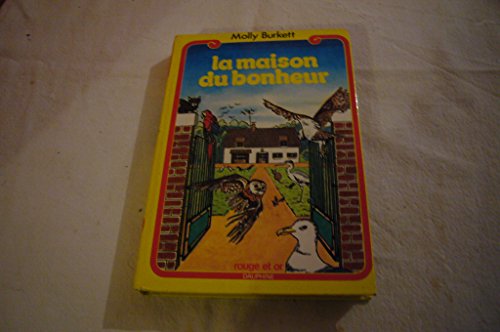 Molly Burkett
la maison
du bonheur
rouge et or
DAUPHINE